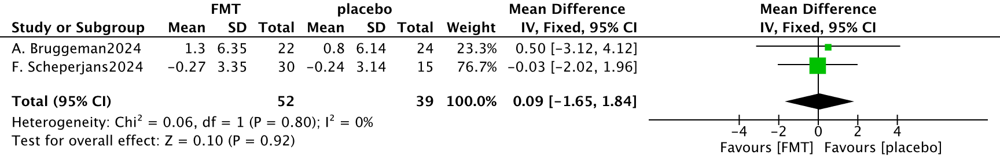 FMT placebo Mean Difference Mean Difference
Study or Subgroup Mean SD Total Mean SD Total Weight IV, Fixed, 95% CI IV, Fixed, 95% CI
A. Bruggeman2024 1.3 6.35 22 0.8 6.14 24 23.3% 0.50 [−3.12, 4.12]
F. Scheperjans2024 −0.27 3.35 30 −0.24 3.14 15 76.7% −0.03 [−2.02, 1.96]
Total (95% CI) 52 39 100.0% 0.09 [−1.65, 1.84]
Heterogeneity: Chi² = 0.06, df = 1 (P = 0.80); I² = 0%
Test for overall effect: Z = 0.10 (P = 0.92)
−4 −2 0 2 4
Favours [FMT] Favours [placebo]